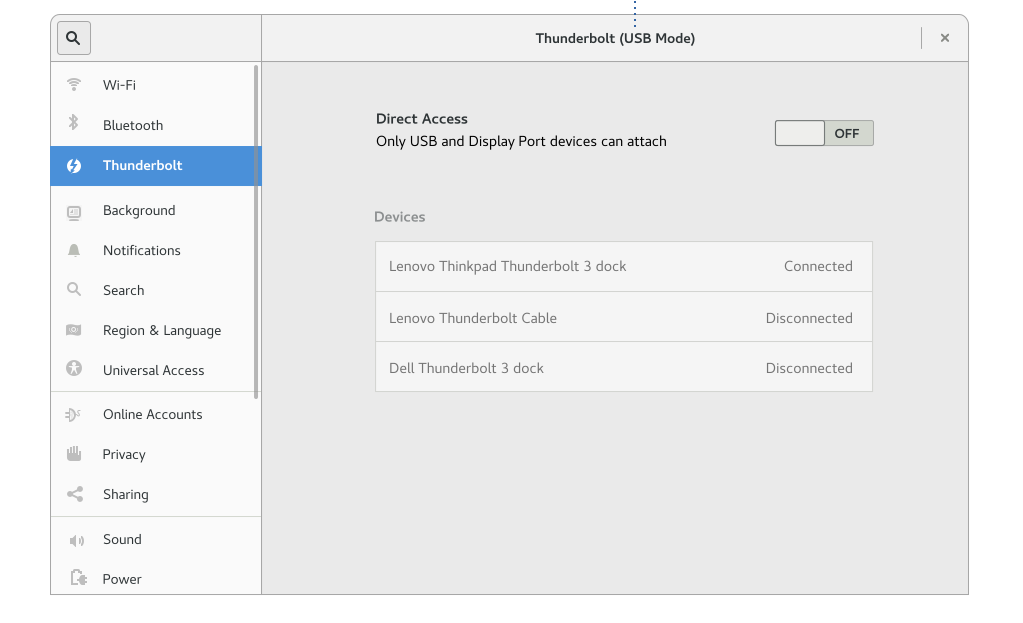 Thunderbolt (USB Mode)
Wi-Fi
Bluetooth
Thunderbolt
Background
Notifications
Search
Region & Language
Universal Access
Online Accounts
Privacy
Sharing
Sound
Power
Direct Access
Only USB and Display Port devices can attach
OFF
Devices
Lenovo Thinkpad Thunderbolt 3 dock Connected
Lenovo Thunderbolt Cable Disconnected
Dell Thunderbolt 3 dock Disconnected